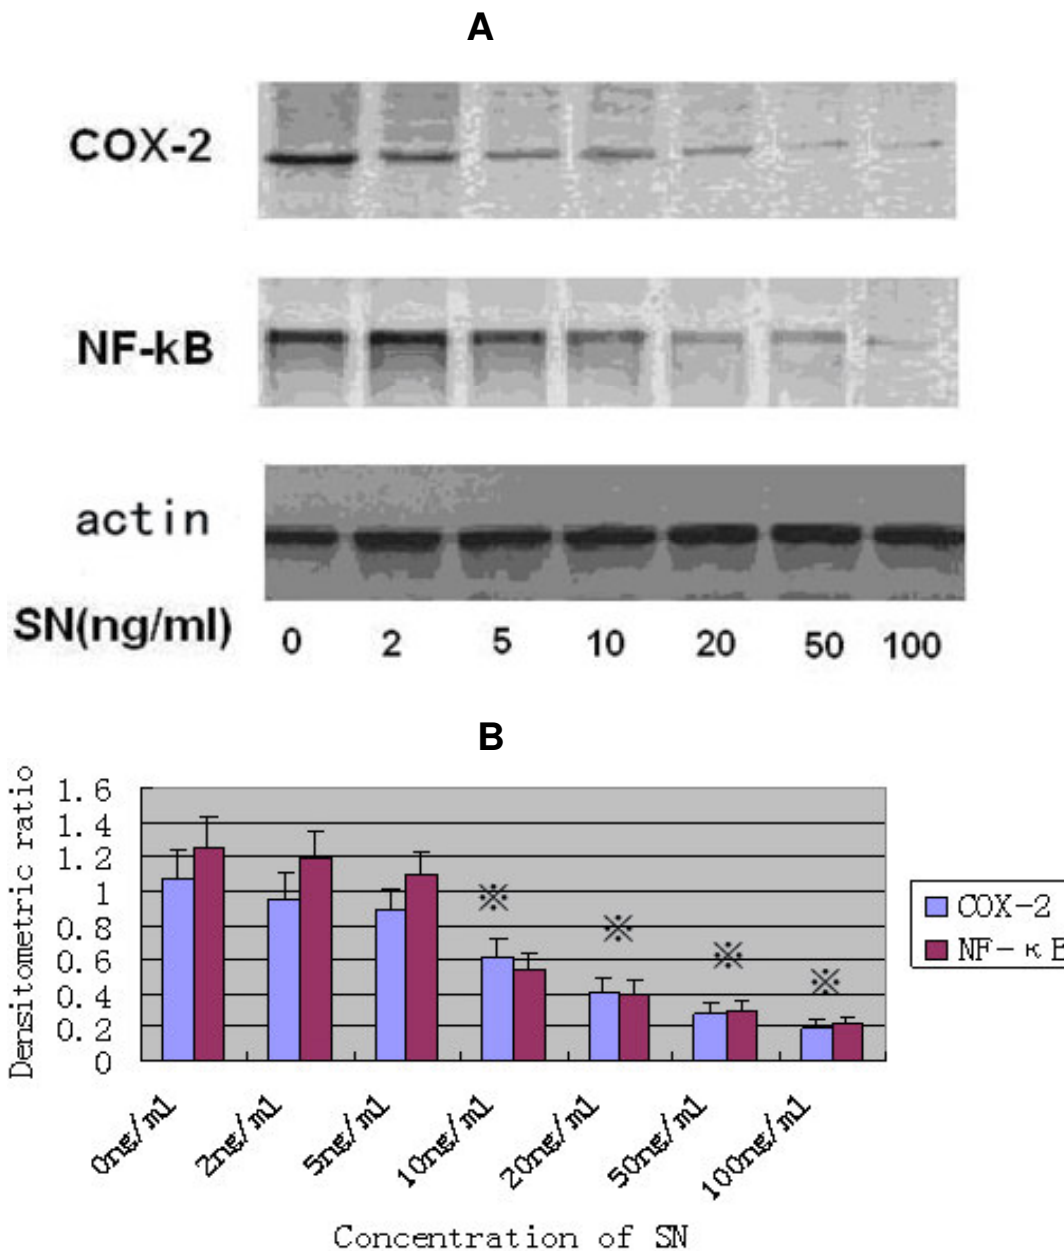 A
COX-2
NF-kB
actin
SN(ng/ml) 0 2 5 10 20 50 100
B
Densitometric ratio
1.6
1.4
1.2
1
0.8
0.6
0.4
0.2
0
※ ※ ※ ※
COX-2
NF-κB
0ng/ml 2ng/ml 5ng/ml 10ng/ml 20ng/ml 50ng/ml 100ng/ml
Concentration of SN